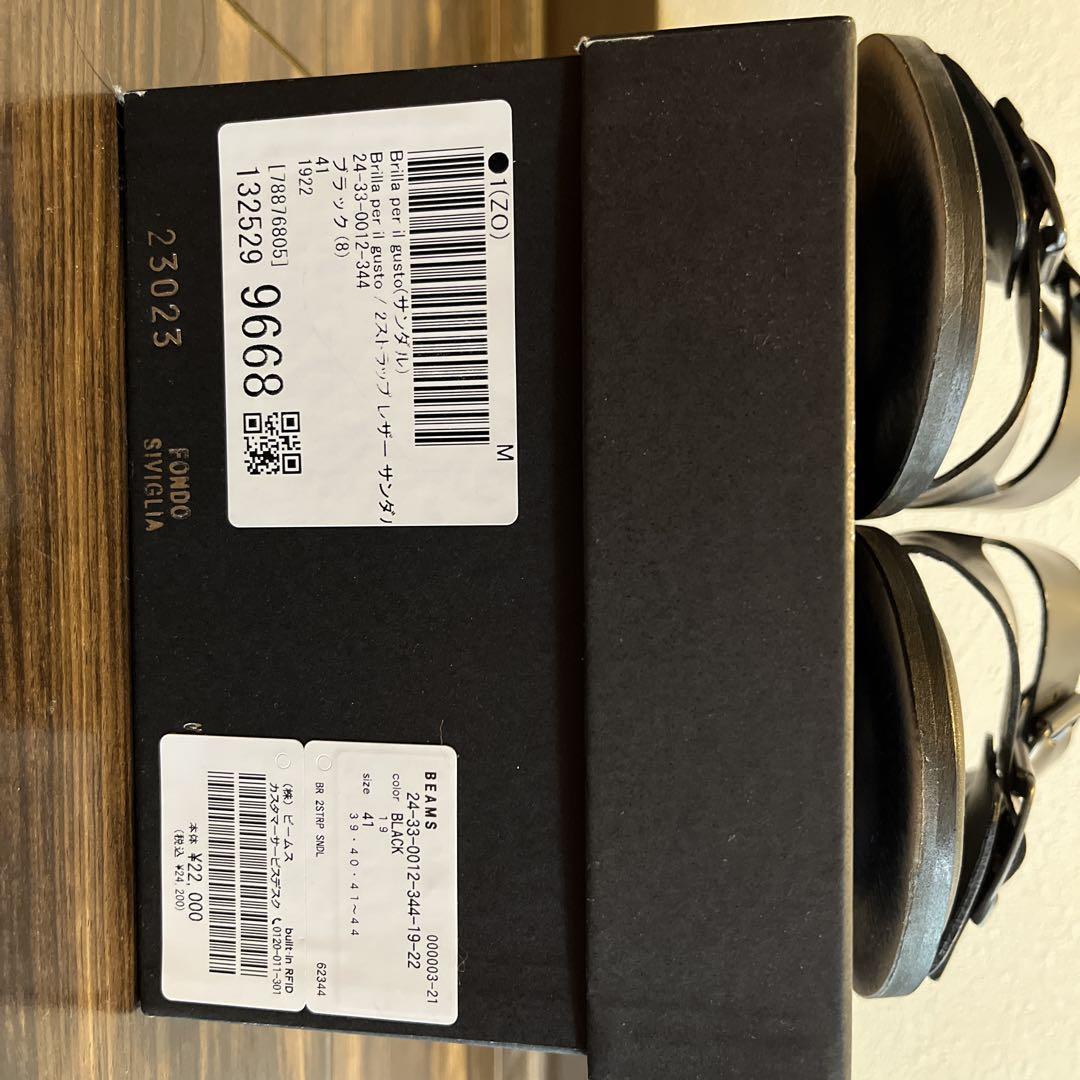 ●1(ZO)
M
Brilla per il gusto(サンダル)
Brilla per il gusto / 2ストラップ レザー サンダル
24-33-0012-344
ブラック(8)
41
1922
[78876805]
132529 9668
23023
FONDO
SIVIGLIA
BEAMS
000003-21
24-33-0012-344-19-22
color BLACK
19
size 41
39・40・41~44
BR 2STRP SNDL
62344
built-in RFID
(株) ビームス
カスタマーサービスデスク 0120-011-301
本体 ¥22,000
(税込 ¥24,200)